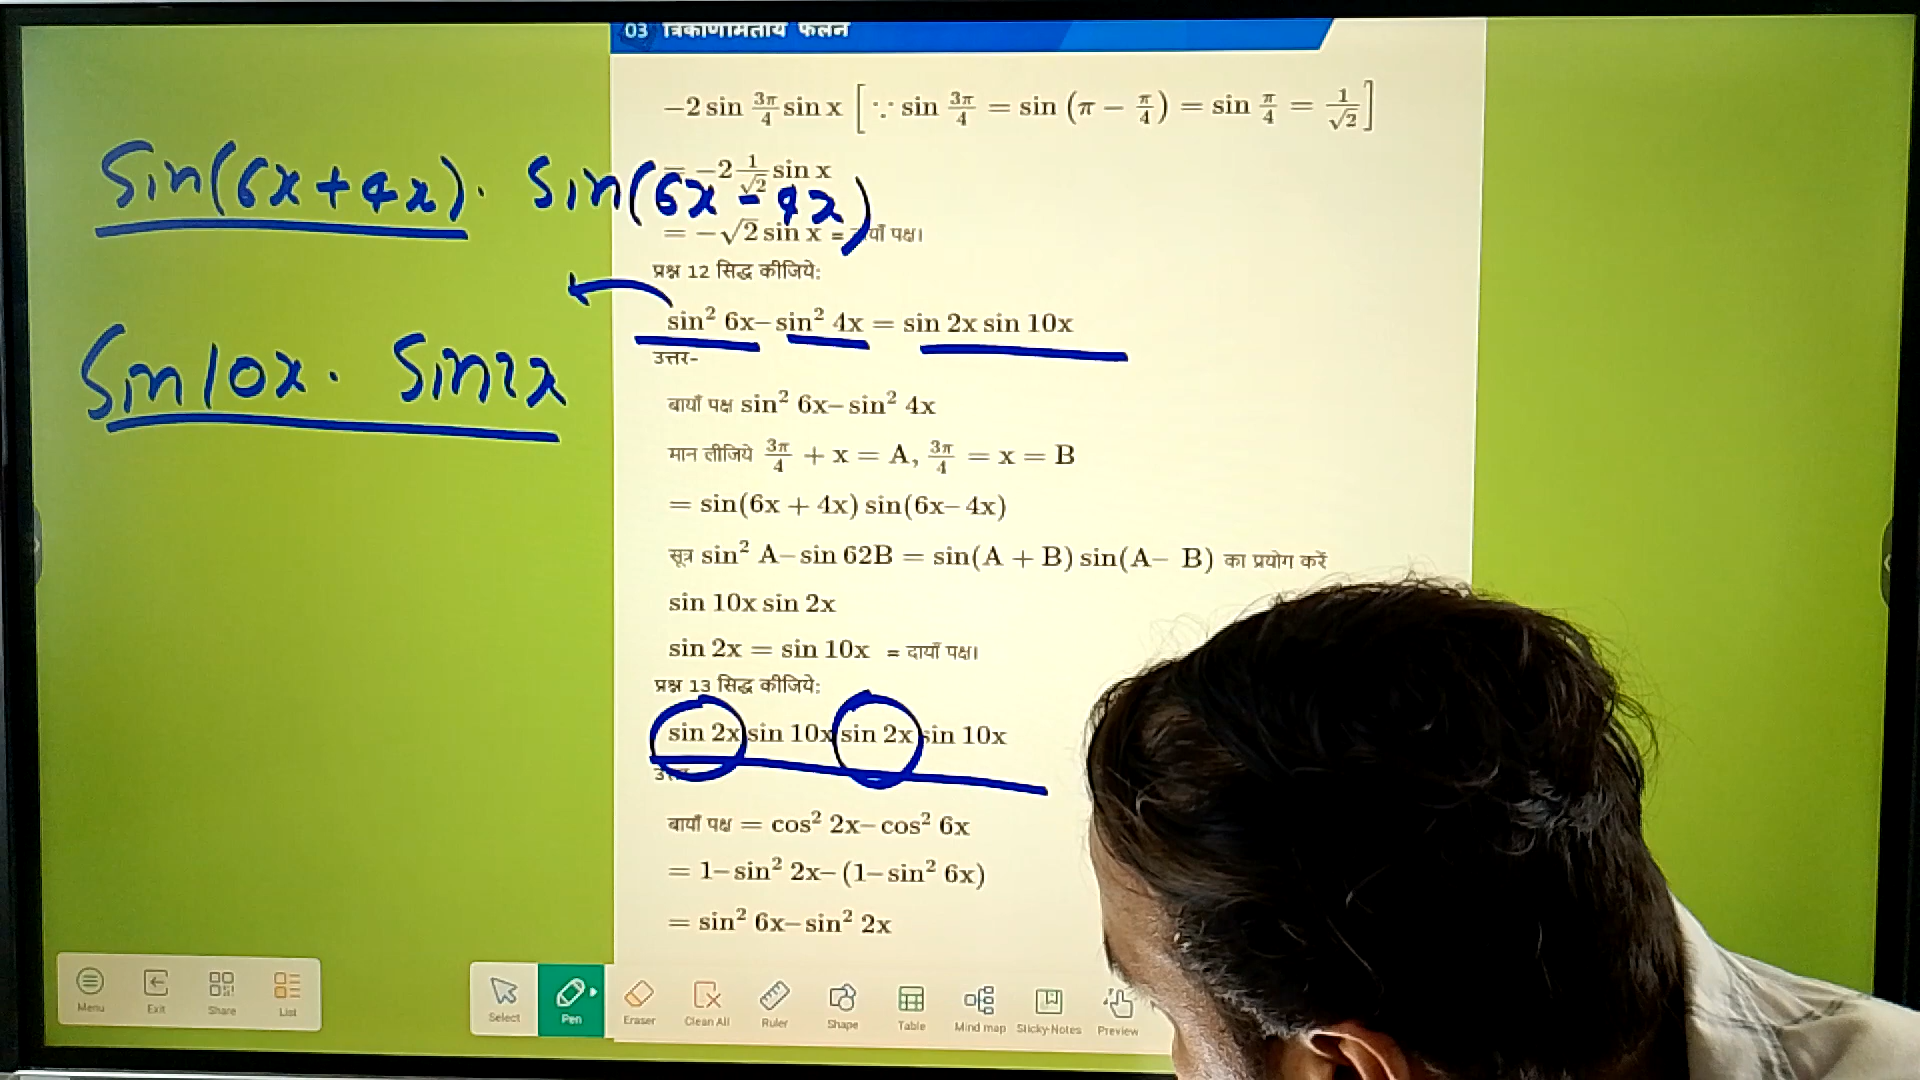 03 त्रिकोणमितीय फलन
−2 sin 3π/4 sin x [∵ sin 3π/4 = sin (π − π/4) = sin π/4 = 1/√2]
= −2 1/√2 sin x
Sin(6x+4x). Sin(6x-4x)
= −√2 sin x =
पक्ष।
प्रश्न 12 सिद्ध कीजिये:
sin² 6x– sin² 4x = sin 2x sin 10x
Sin10x. Sin2x
उत्तर-
बायाँ पक्ष sin² 6x– sin² 4x
मान लीजिये 3π/4 + x = A, 3π/4 = x = B
= sin(6x + 4x) sin(6x– 4x)
सूत्र sin² A– sin 62B = sin(A + B) sin(A– B) का प्रयोग करें
sin 10x sin 2x
sin 2x = sin 10x = दायाँ पक्ष।
प्रश्न 13 सिद्ध कीजिये:
sin 2x sin 10x sin 2x sin 10x
बायाँ पक्ष = cos² 2x– cos² 6x
= 1– sin² 2x– (1– sin² 6x)
= sin² 6x– sin² 2x
Menu Exit Share List
Select Pen Eraser Clean All Ruler Shape Table Mind map Sticky Notes Preview